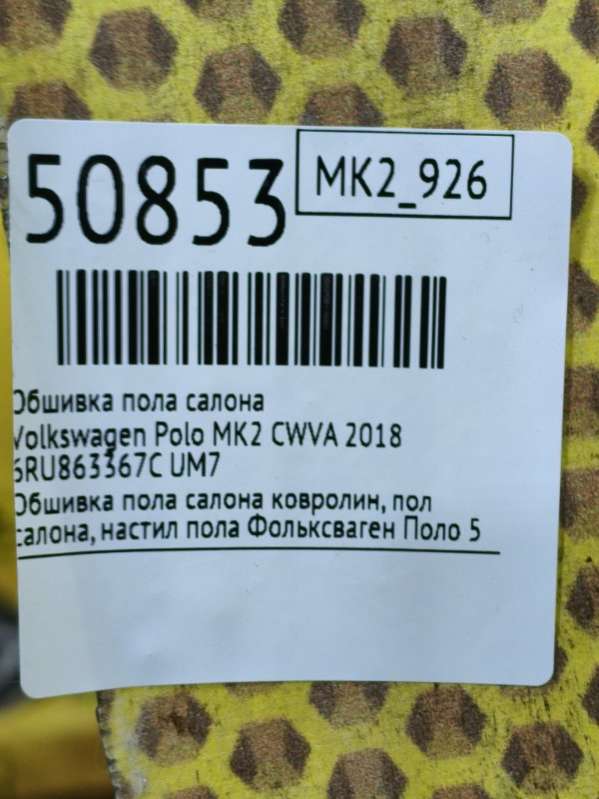 50853
MK2_926
Обшивка пола салона
Volkswagen Polo MK2 CWVA 2018
6RU863367C UM7
Обшивка пола салона ковролин, пол
салона, настил пола Фольксваген Поло 5